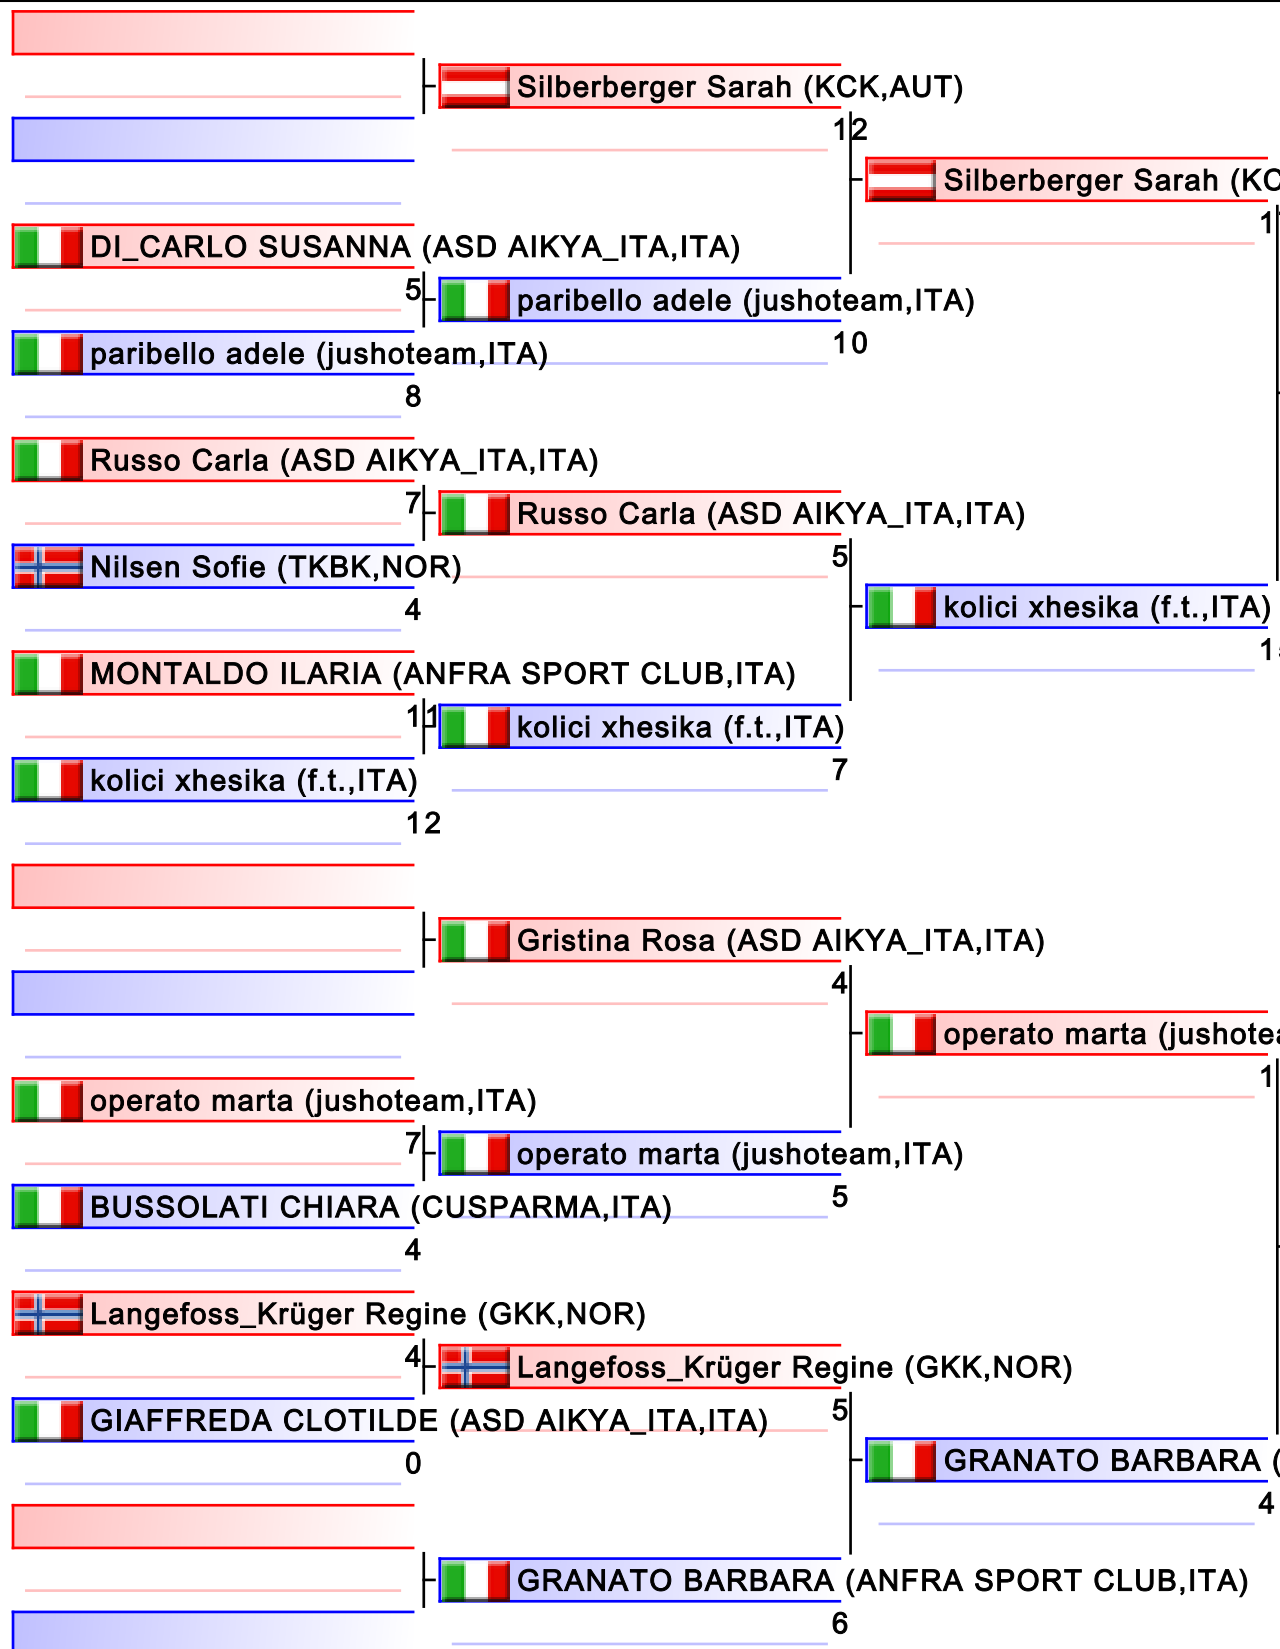 Silberberger Sarah (KCK,AUT)
12
Silberberger Sarah (KC
1
DI_CARLO SUSANNA (ASD AIKYA_ITA,ITA)
5
paribello adele (jushoteam,ITA)
10
paribello adele (jushoteam,ITA)
8
Russo Carla (ASD AIKYA_ITA,ITA)
7
Russo Carla (ASD AIKYA_ITA,ITA)
5
Nilsen Sofie (TKBK,NOR)
4
kolici xhesika (f.t.,ITA)
MONTALDO ILARIA (ANFRA SPORT CLUB,ITA)
11
kolici xhesika (f.t.,ITA)
7
kolici xhesika (f.t.,ITA)
12
Gristina Rosa (ASD AIKYA_ITA,ITA)
4
operato marta (jushotea
1
operato marta (jushoteam,ITA)
7
operato marta (jushoteam,ITA)
5
BUSSOLATI CHIARA (CUSPARMA,ITA)
4
Langefoss_Krüger Regine (GKK,NOR)
4
Langefoss_Krüger Regine (GKK,NOR)
5
GIAFFREDA CLOTILDE (ASD AIKYA_ITA,ITA)
0
GRANATO BARBARA (
4
GRANATO BARBARA (ANFRA SPORT CLUB,ITA)
6